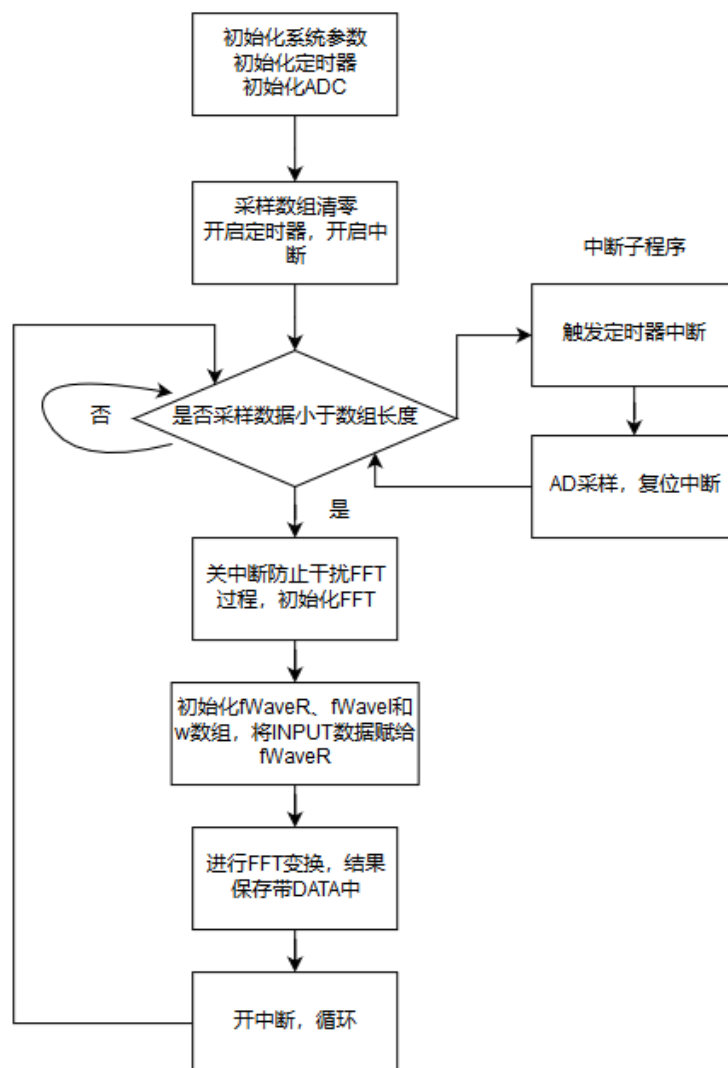 初始化系统参数
初始化定时器
初始化ADC
采样数组清零
开启定时器，开启中
断
中断子程序
触发定时器中断
否
是否采样数据小于数组长度
AD采样，复位中断
是
关中断防止干扰FFT
过程，初始化FFT
初始化fWaveR、fWaveI和
w数组，将INPUT数据赋给
fWaveR
进行FFT变换，结果
保存带DATA中
开中断，循环